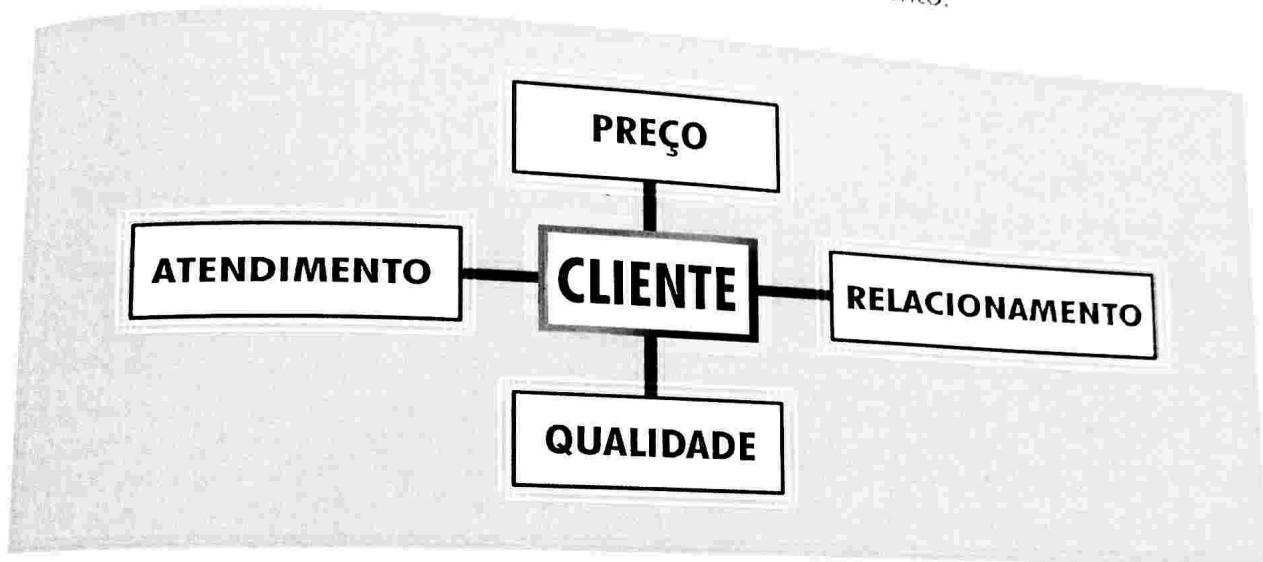 PREÇO
ATENDIMENTO
CLIENTE
RELACIONAMENTO
QUALIDADE